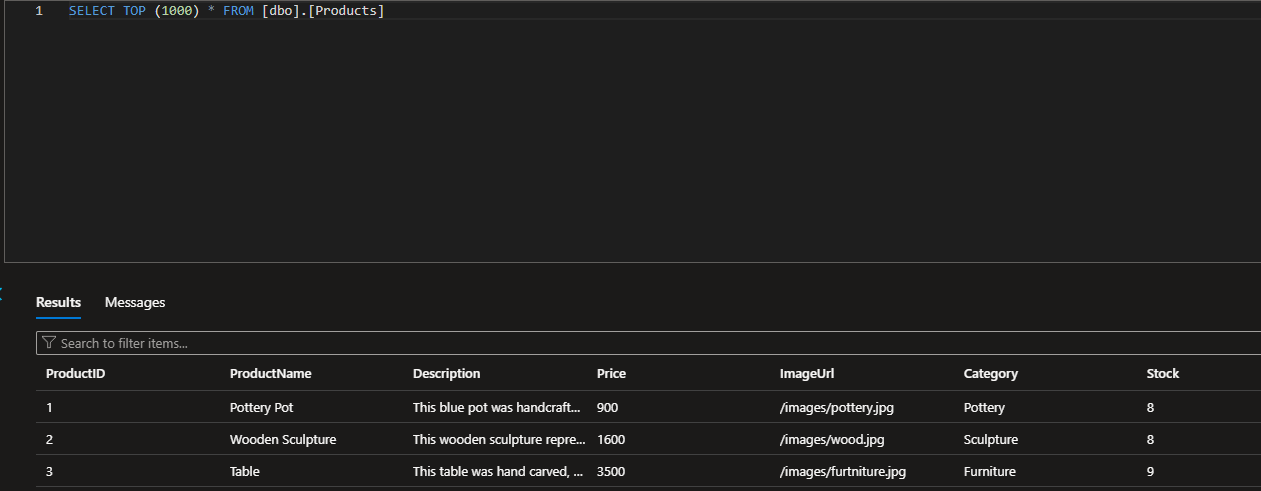 1 SELECT TOP (1000) * FROM [dbo].[Products]
Results Messages
Search to filter items...
ProductID ProductName Description Price ImageUrl Category Stock
1 Pottery Pot This blue pot was handcraft... 900 /images/pottery.jpg Pottery 8
2 Wooden Sculpture This wooden sculpture repre... 1600 /images/wood.jpg Sculpture 8
3 Table This table was hand carved, ... 3500 /images/furtniture.jpg Furniture 9